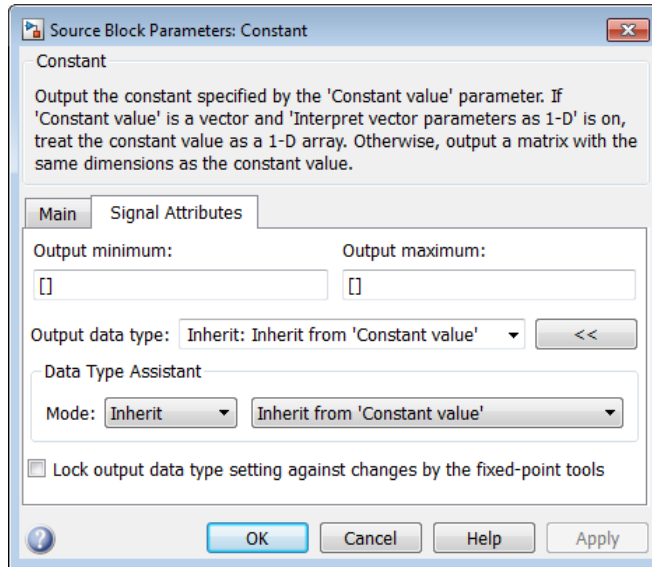 Source Block Parameters: Constant
Constant
Output the constant specified by the 'Constant value' parameter. If
'Constant value' is a vector and 'Interpret vector parameters as 1-D' is on,
treat the constant value as a 1-D array. Otherwise, output a matrix with the
same dimensions as the constant value.
Main Signal Attributes
Output minimum: Output maximum:
[] []
Output data type: Inherit: Inherit from 'Constant value' <<
Data Type Assistant
Mode: Inherit Inherit from 'Constant value'
Lock output data type setting against changes by the fixed-point tools
? OK Cancel Help Apply